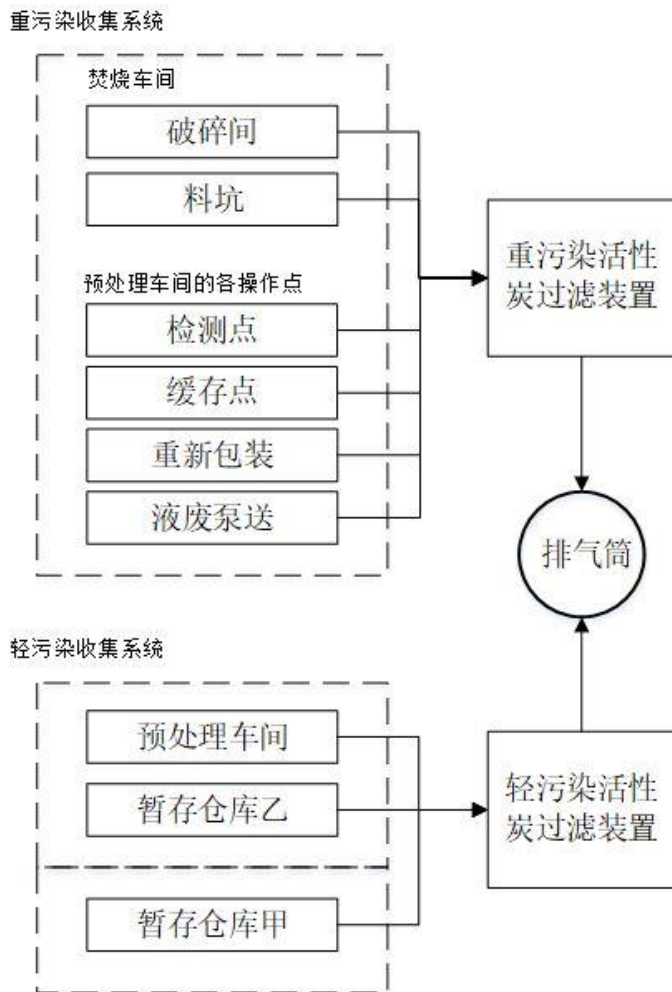 重污染收集系统
焚烧车间
破碎间
料坑
预处理车间的各操作点
检测点
缓存点
重新包装
液废泵送
重污染活性
炭过滤装置
排气筒
轻污染收集系统
预处理车间
暂存仓库乙
暂存仓库甲
轻污染活性
炭过滤装置